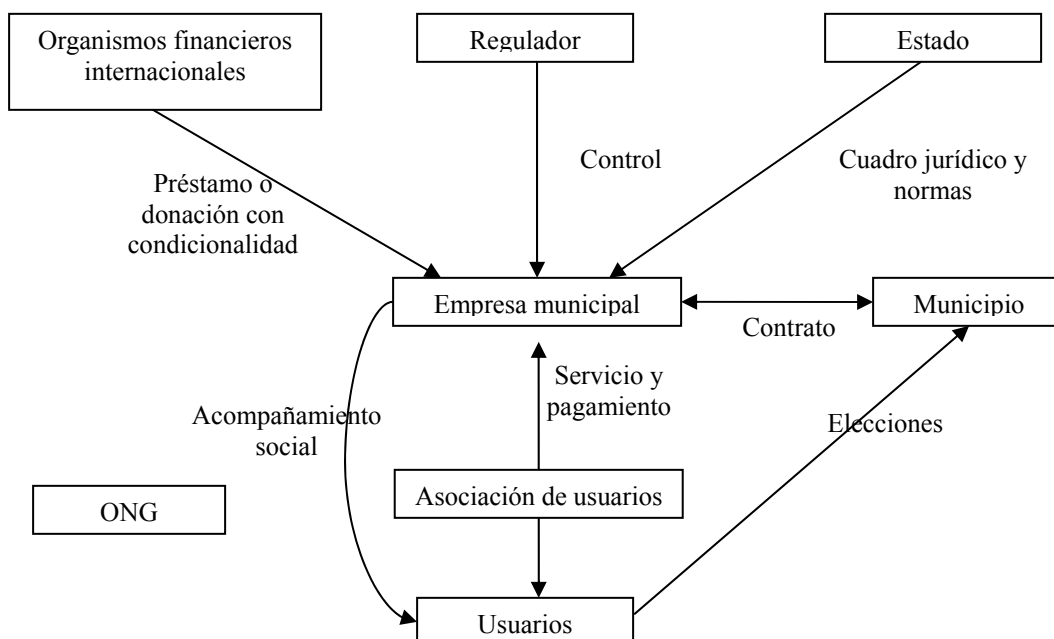 Organismos financieros
internacionales
Regulador
Estado
Control
Cuadro jurídico y
normas
Préstamo o
donación con
condicionalidad
Empresa municipal
Municipio
Contrato
Servicio y
pagamiento
Acompañamiento
social
Elecciones
Asociación de usuarios
ONG
Usuarios